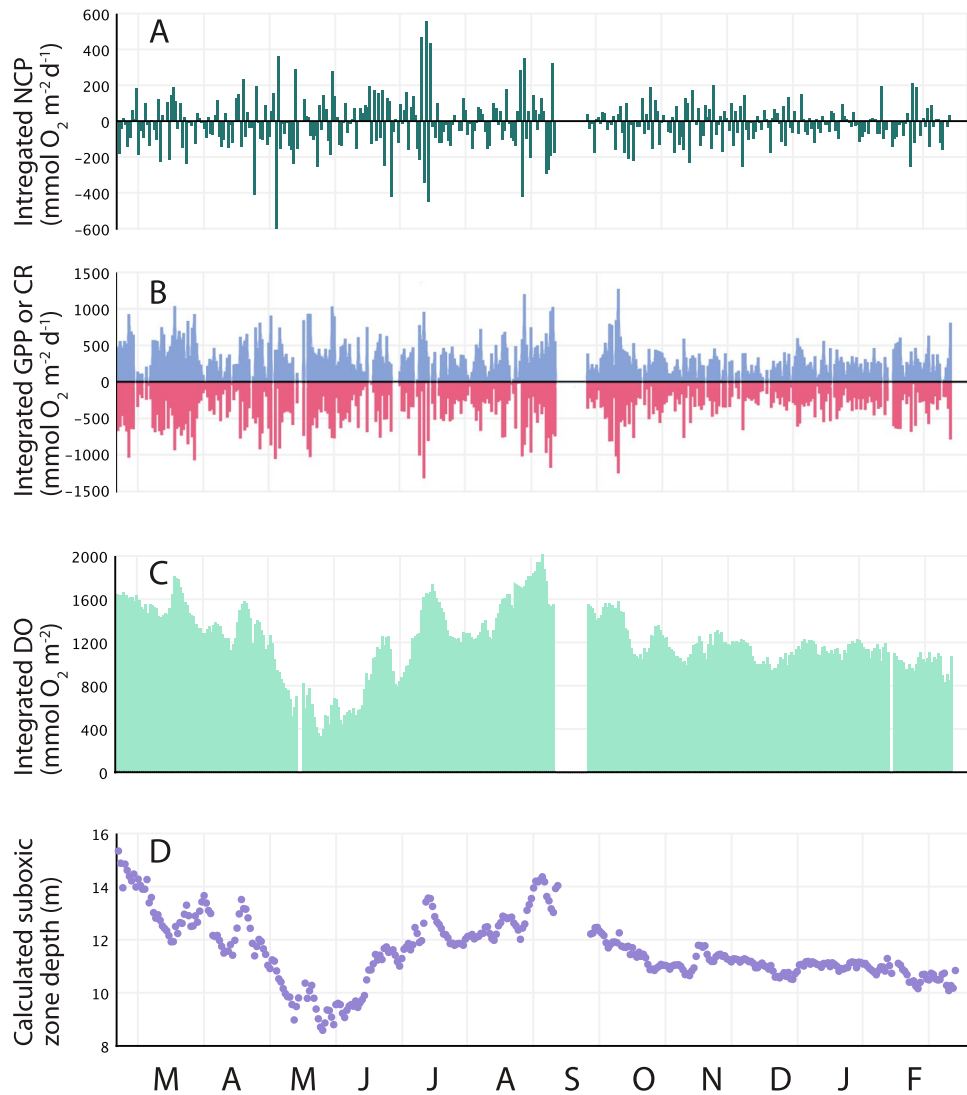 A
Intregated NCP
(mmol O₂ m⁻² d⁻¹)
600
400
200
0
−200
−400
−600
B
Integrated GPP or CR
(mmol O₂ m⁻² d⁻¹)
1500
1000
500
0
−500
−1000
−1500
C
Integrated DO
(mmol O₂ m⁻²)
2000
1600
1200
800
400
0
D
Calculated suboxic
zone depth (m)
16
14
12
10
8
M A M J J A S O N D J F